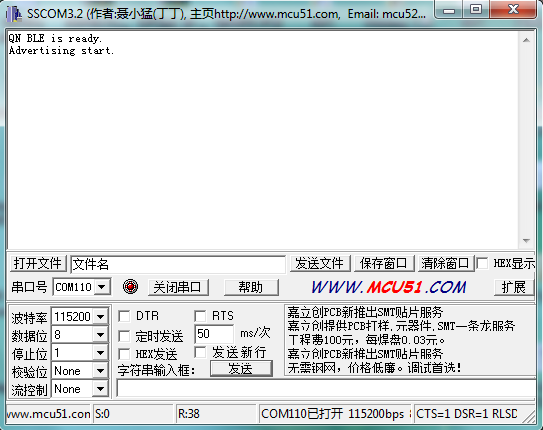 SSCOM3.2 (作者:聂小猛(丁丁), 主页http://www.mcu51.com, Email: mcu52...
QN BLE is ready.
Advertising start.
打开文件 文件名 发送文件 保存窗口 清除窗口 HEX显示
串口号 COM110 关闭串口 帮助 WWW.MCU51.COM 扩展
波特率 115200 DTR RTS
数据位 8 定时发送 50 ms/次
停止位 1 HEX发送 发送新行
校验位 None 字符串输入框: 发送
流控制 None
嘉立创PCB新推出SMT贴片服务
嘉立创提供PCB打样,元器件,SMT一条龙服务
工程费100元，每焊盘0.03元。
嘉立创PCB新推出SMT贴片服务
无需钢网，价格低廉。调试首选！
www.mcu51.con S:0 R:38 COM110已打开 115200bps 8 CTS=1 DSR=1 RLSD